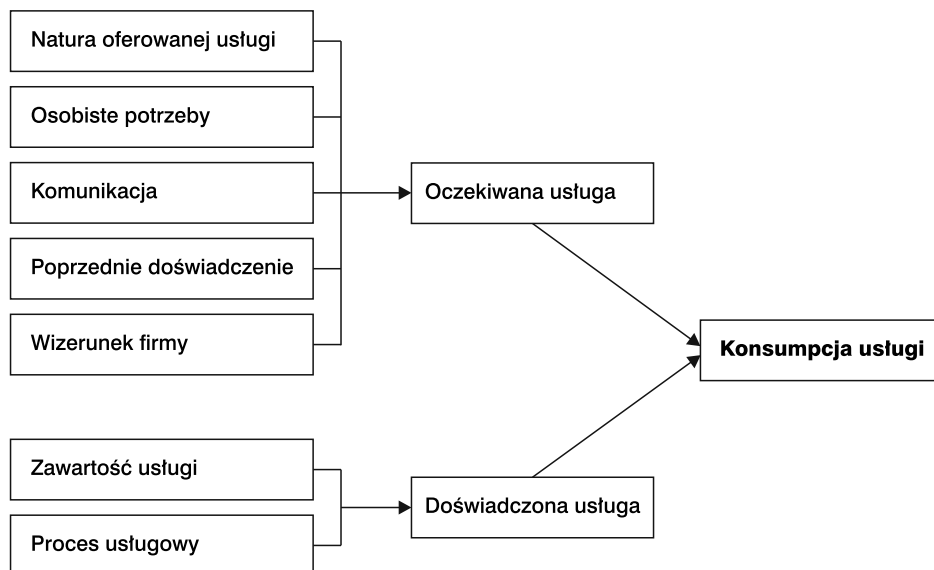 Natura oferowanej usługi
Osobiste potrzeby
Komunikacja
Oczekiwana usługa
Poprzednie doświadczenie
Wizerunek firmy
Konsumpcja usługi
Zawartość usługi
Doświadczona usługa
Proces usługowy